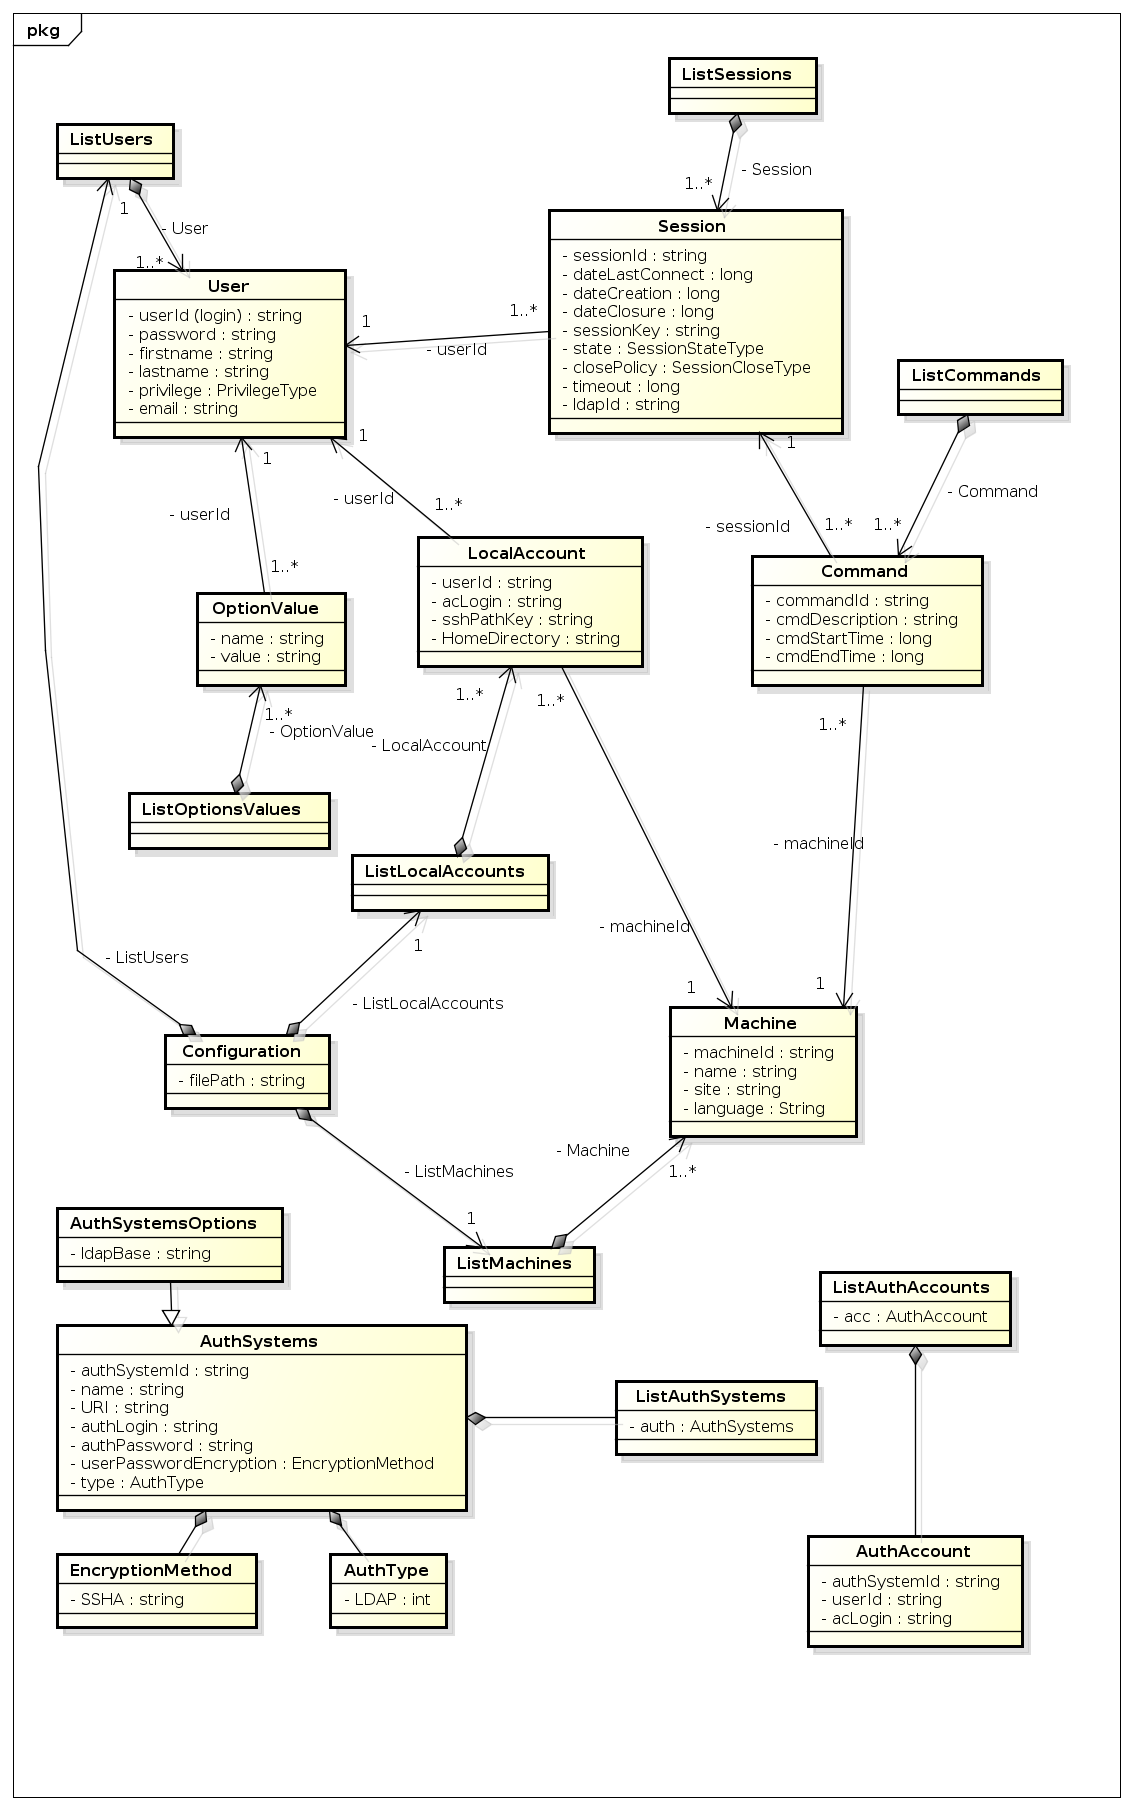 pkg
ListSessions
ListUsers
- Session
1..*
1
- User
1..*
Session
- sessionId : string
- dateLastConnect : long
- dateCreation : long
- dateClosure : long
- sessionKey : string
- state : SessionStateType
- closePolicy : SessionCloseType
- timeout : long
- ldapId : string
User
- userId (login) : string
- password : string
- firstname : string
- lastname : string
- privilege : PrivilegeType
- email : string
1..*
1
- userId
ListCommands
1
1
1
- userId
- userId
1..*
1..*
- Command
- sessionId
1..*
1..*
LocalAccount
- userId : string
- acLogin : string
- sshPathKey : string
- HomeDirectory : string
Command
- commandId : string
- cmdDescription : string
- cmdStartTime : long
- cmdEndTime : long
OptionValue
- name : string
- value : string
1..*
1..*
1..*
1..*
- OptionValue
- LocalAccount
ListOptionsValues
- machineId
ListLocalAccounts
- machineId
1
- ListUsers
1
1
- ListLocalAccounts
Configuration
- filePath : string
Machine
- machineId : string
- name : string
- site : string
- language : String
- Machine
- ListMachines
1..*
1
ListMachines
AuthSystemsOptions
- ldapBase : string
ListAuthAccounts
- acc : AuthAccount
AuthSystems
- authSystemId : string
- name : string
- URI : string
- authLogin : string
- authPassword : string
- userPasswordEncryption : EncryptionMethod
- type : AuthType
ListAuthSystems
- auth : AuthSystems
EncryptionMethod
- SSHA : string
AuthType
- LDAP : int
AuthAccount
- authSystemId : string
- userId : string
- acLogin : string